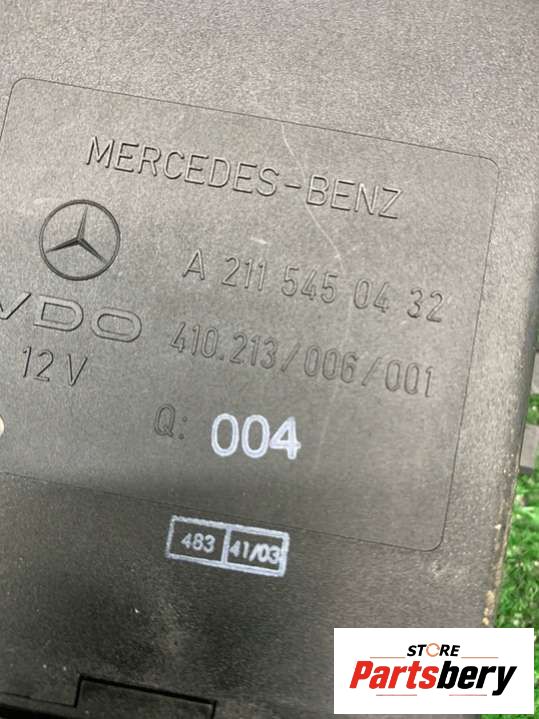 MERCEDES-BENZ
A 211 545 04 32
VDO
410.213/006/001
12 V
Q: 004
483 41/03
STORE
Partsbery